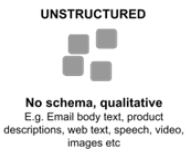 UNSTRUCTURED
No schema, qualitative
E.g. Email body text, product
descriptions, web text, speech, video,
images etc